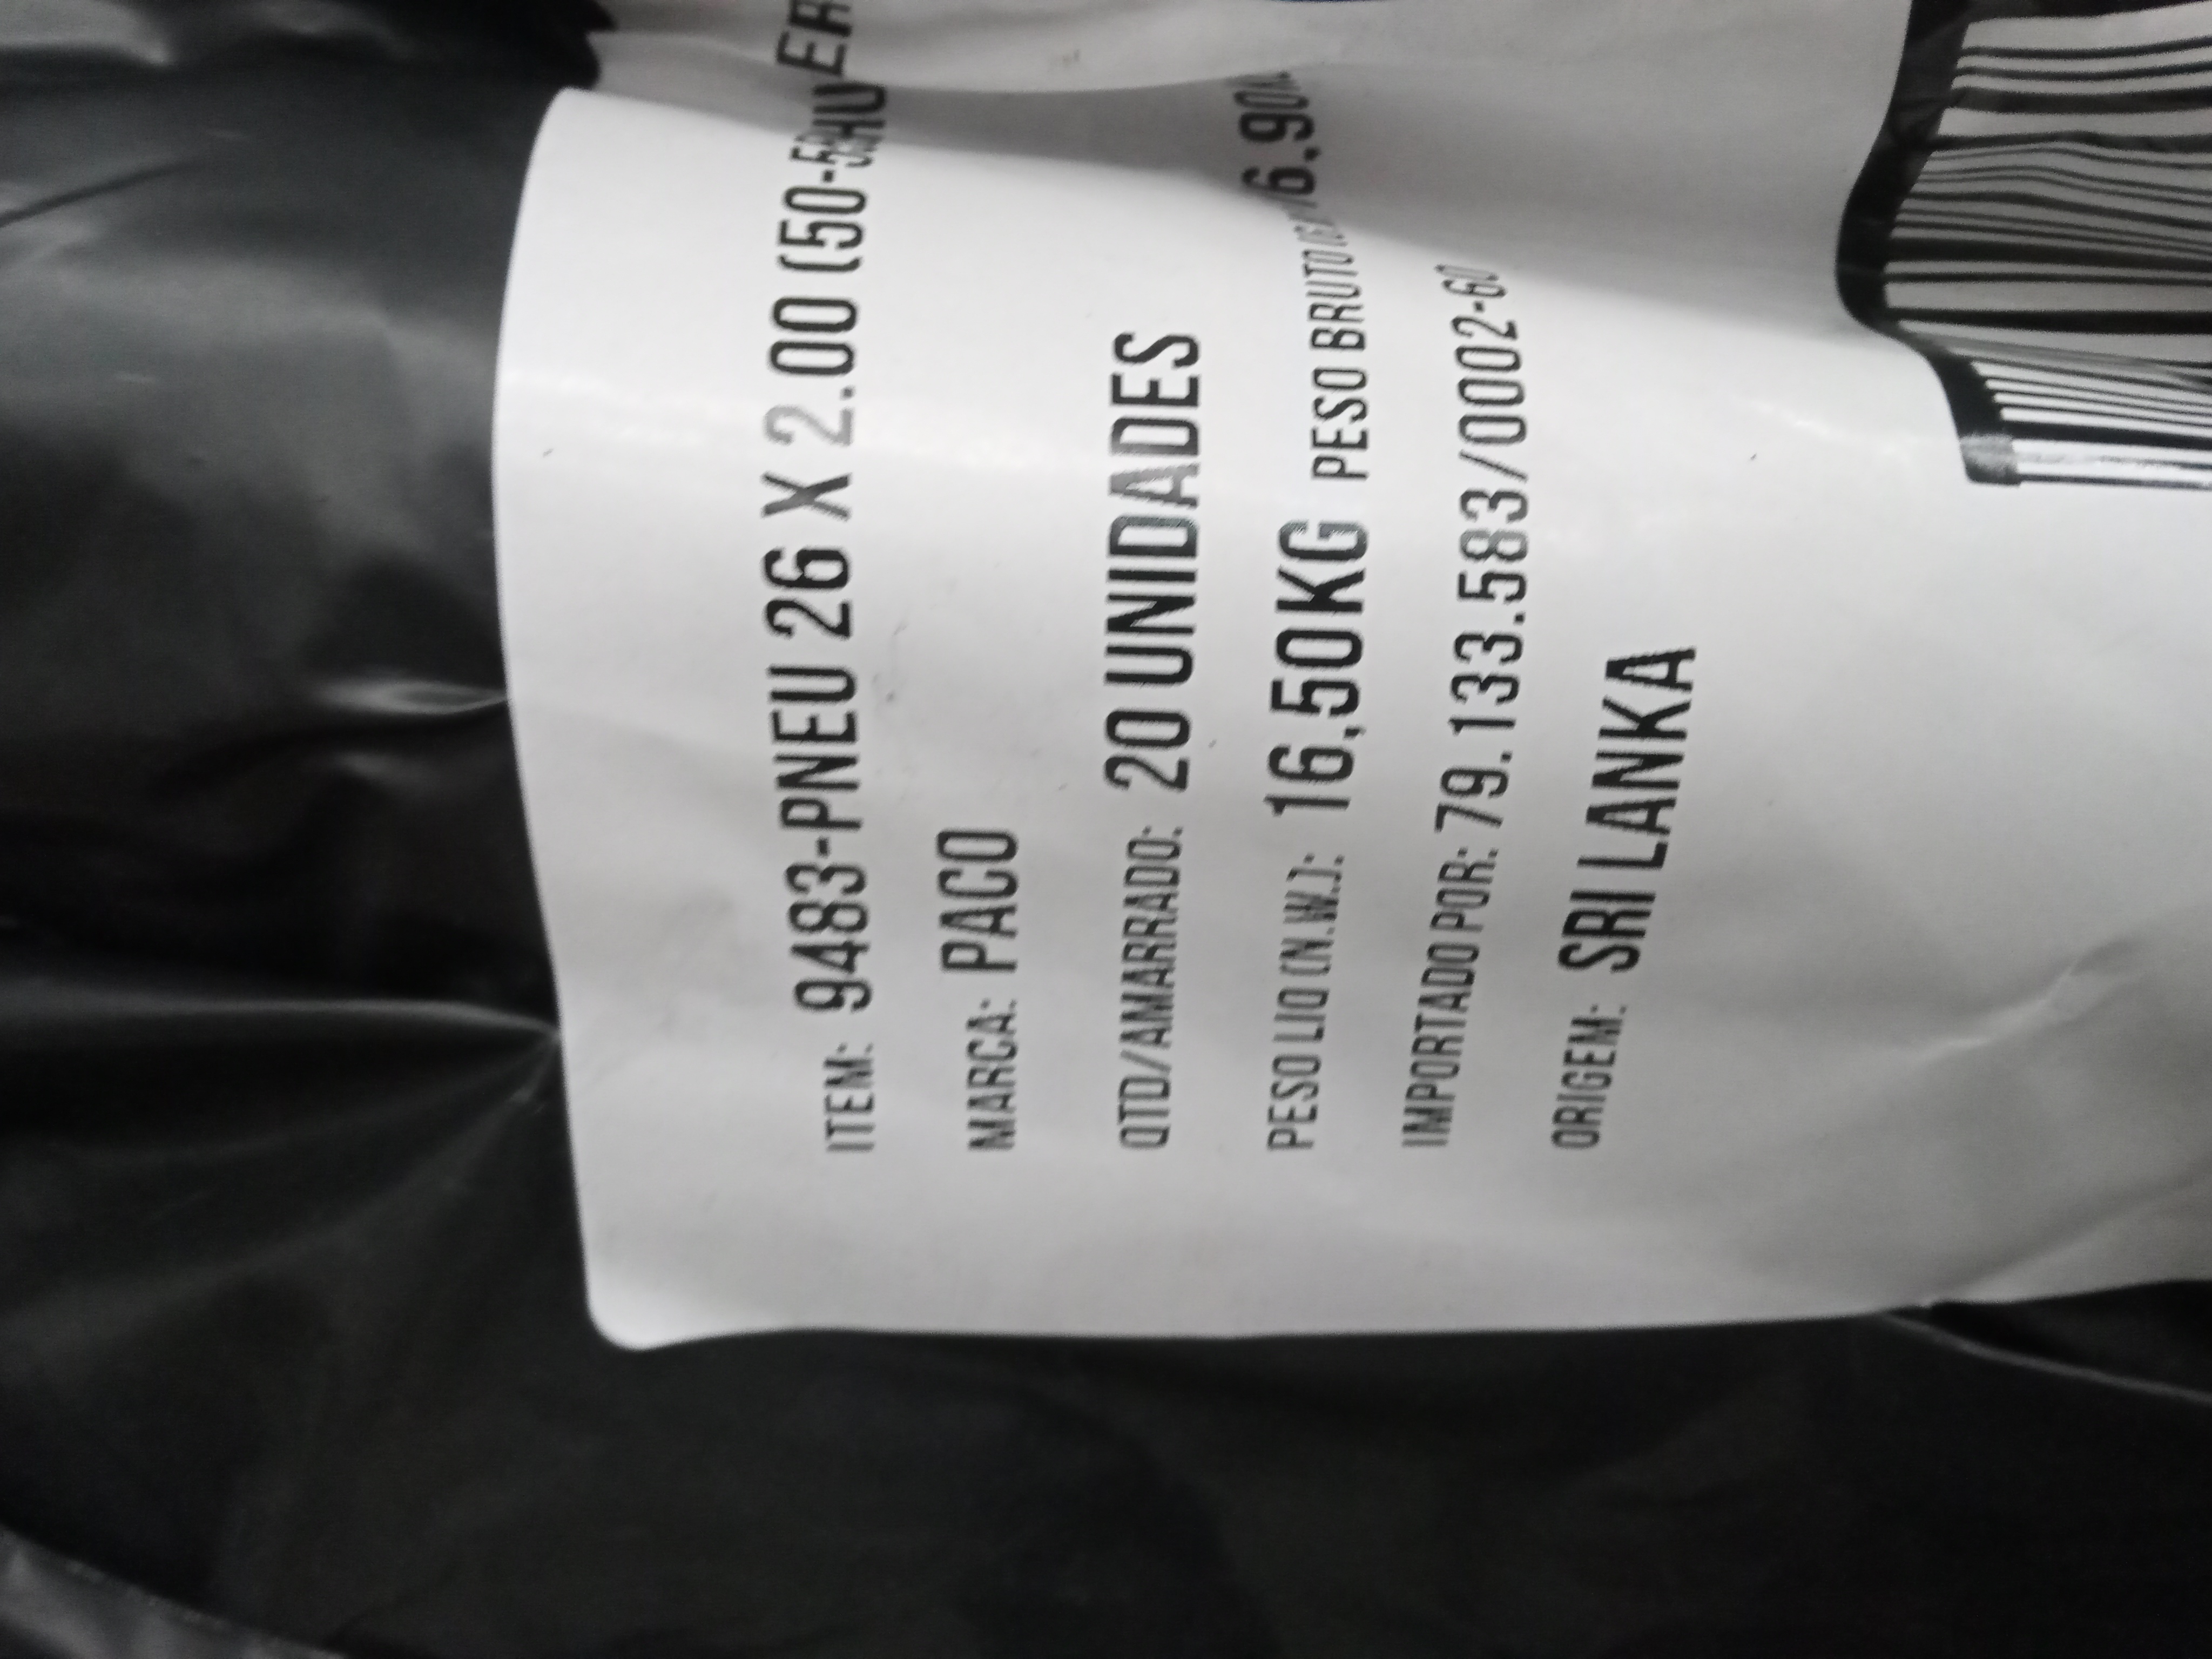 ITEM: 9483-PNEU 26 X 2.00 (50-
MARCA: PACO
QTD/AMARRADO: 20 UNIDADES
PESO LIQ (N.W.): 16,50KG PESO BRUTO
IMPORTADO POR: 79.133.583/0002-60
ORIGEM: SRI LANKA